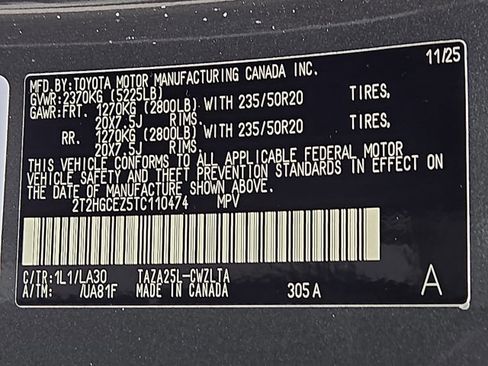 11/25
MFD.BY:TOYOTA MOTOR MANUFACTURING CANADA INC.
GVWR:2370KG (5225LB)
GAWR:FRT. 1270KG (2800LB) WITH 235/50R20 TIRES,
20X7.5J RIMS.
RR. 1270KG (2800LB) WITH 235/50R20 TIRES,
20X7.5J RIMS.
THIS VEHICLE CONFORMS TO ALL APPLICABLE FEDERAL MOTOR
VEHICLE SAFETY AND THEFT PREVENTION STANDARDS IN EFFECT ON
THE DATE OF MANUFACTURE SHOWN ABOVE.
2T2HGCEZ5TC110474 MPV
C/TR:1L1/LA30 TAZA25L-CWZLTA
A/TM: /UA81F MADE IN CANADA 305A A